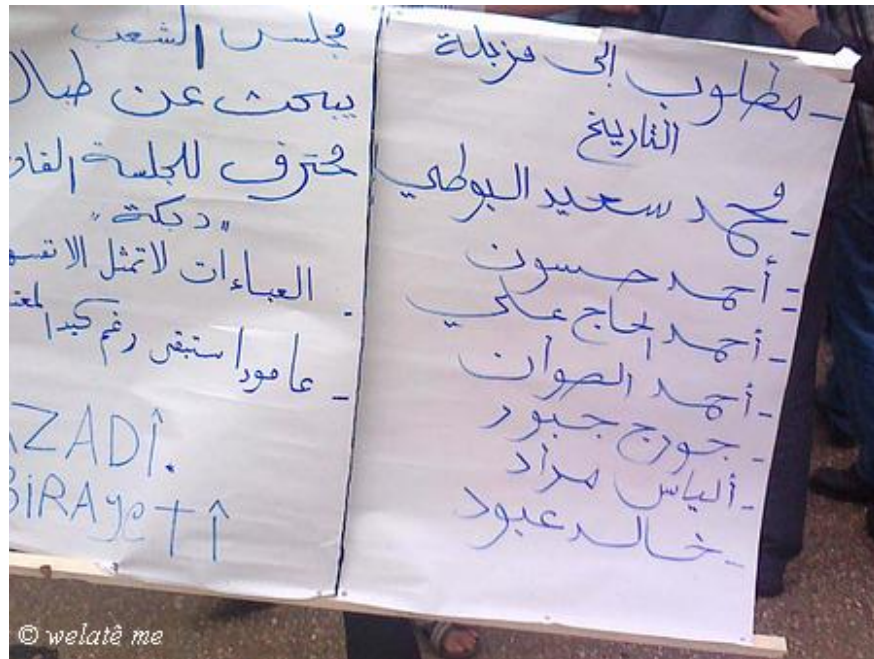 - مطلوب إلى مزبلة
التاريخ
- محمد سعيد البوطي
= أحمد حسون
- أحمد الحاج علي
- أحمد الصوان
- جورج جبور
- ألياس مراد
- خالد عبود
مجلس الشعب
يبحث عن
محترف للجلسة
"دبكة"
. العباءات لا تمثل الا
- عامودا ستبقى رغم كيد
AZADÎ.
BIRAYETÎ
© welatê me